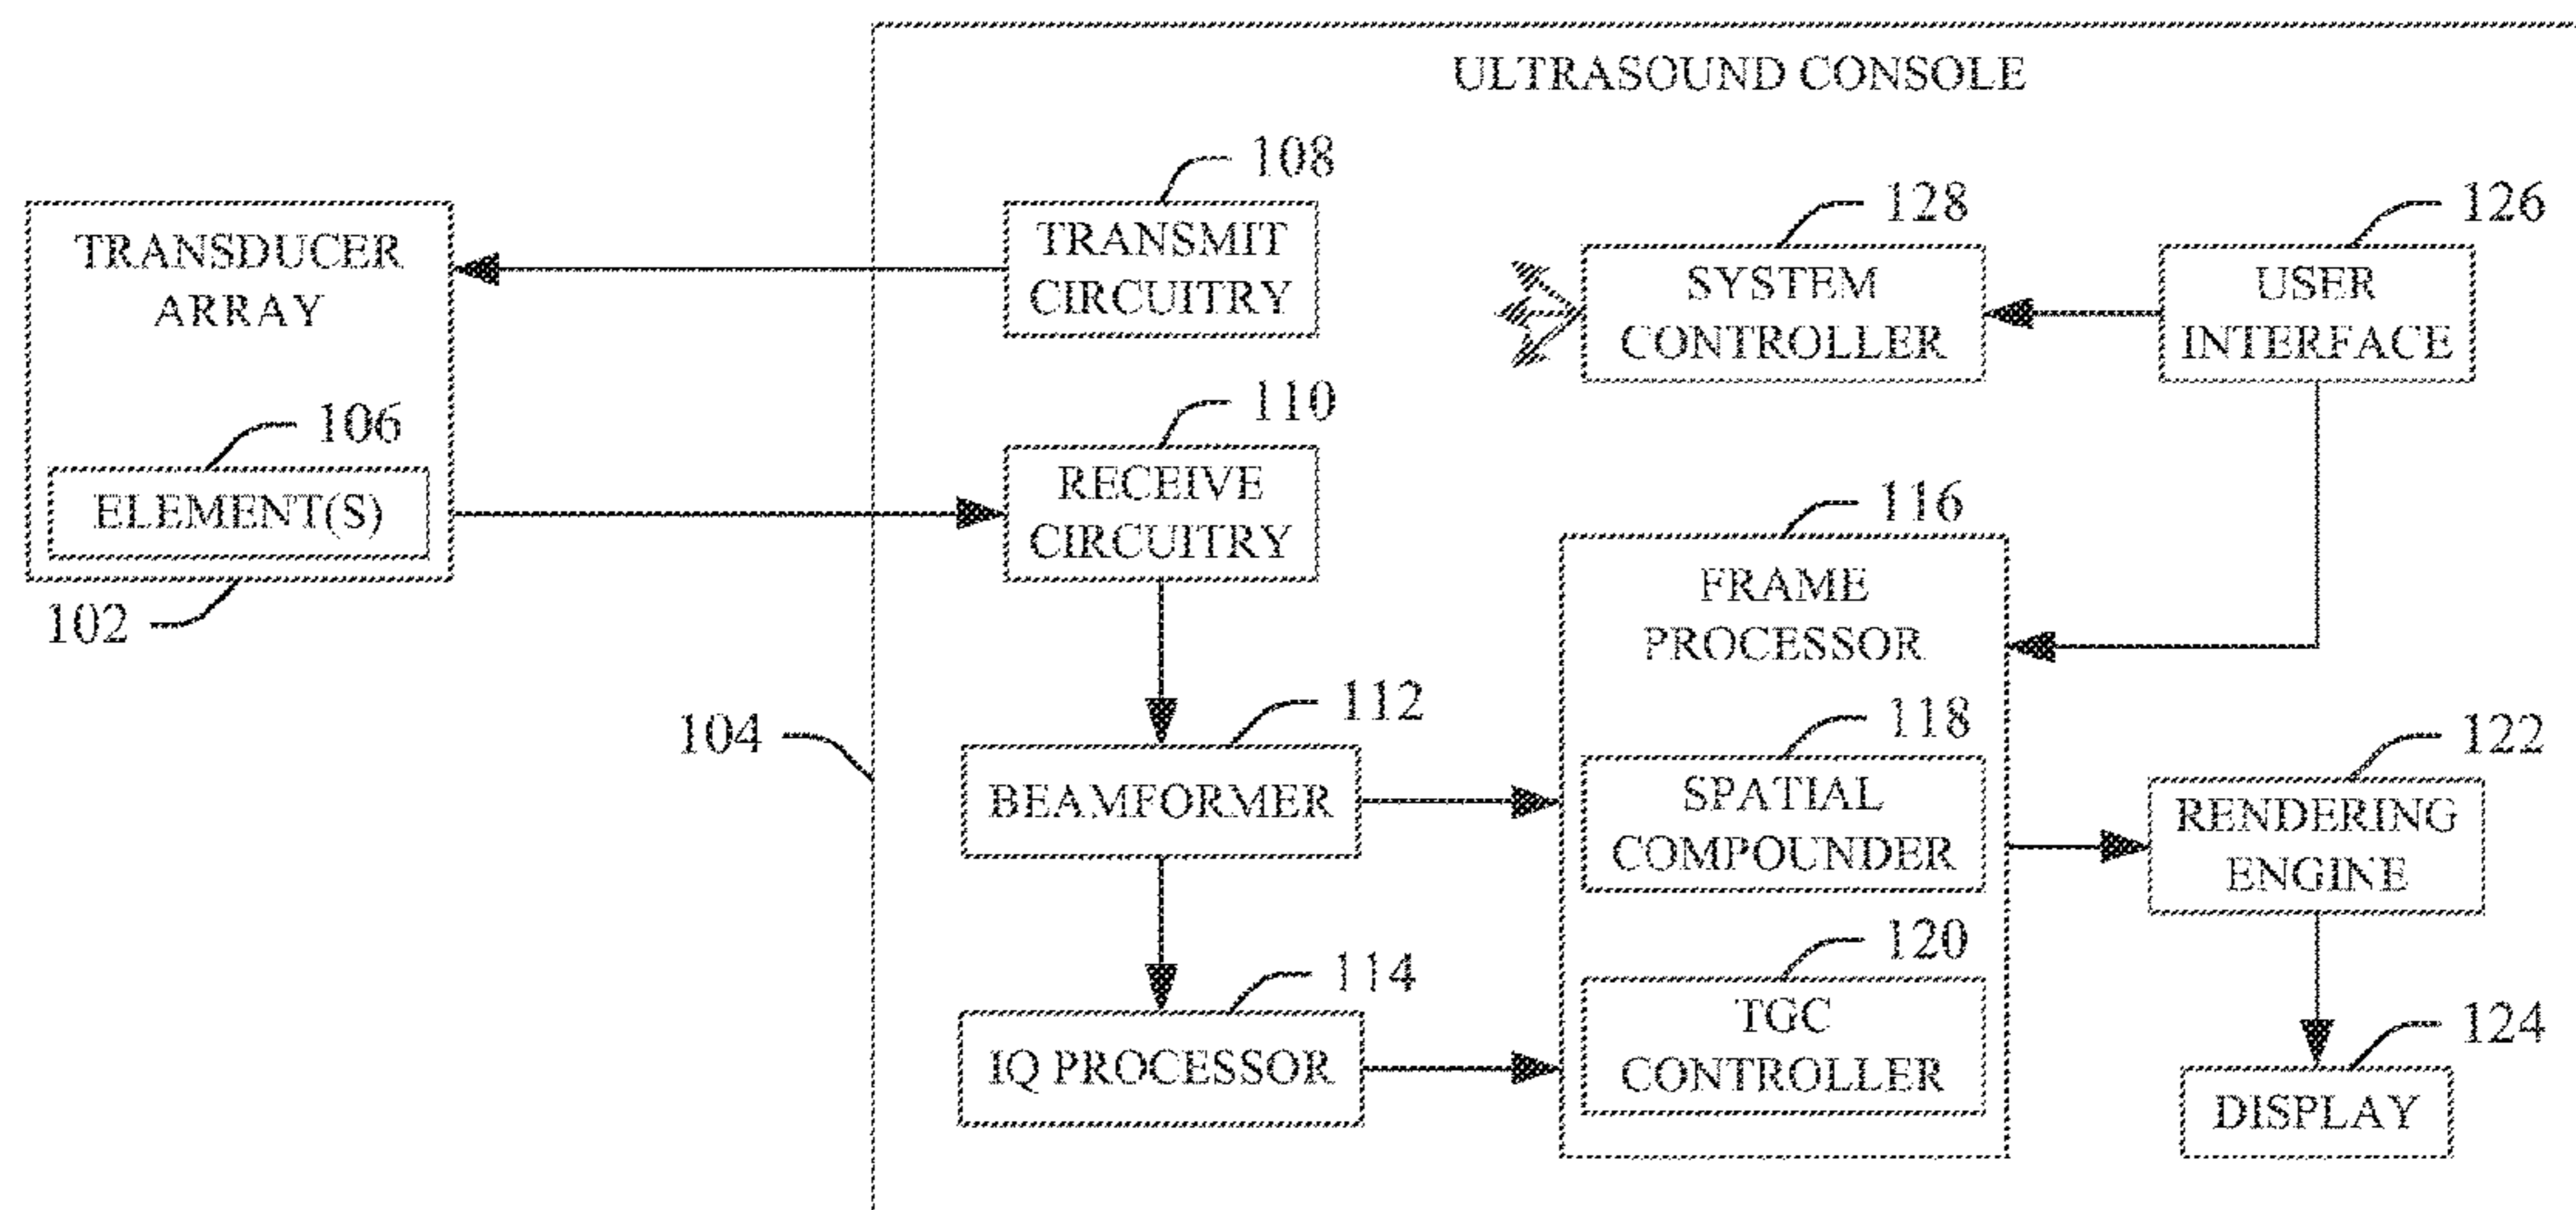 ULTRASOUND CONSOLE
108
TRANSMIT
CIRCUITRY
128
SYSTEM
CONTROLLER
126
USER
INTERFACE
TRANSDUCER
ARRAY
106
ELEMENT(S)
102
110
RECEIVE
CIRCUITRY
104
112
BEAMFORMER
114
IQ PROCESSOR
116
FRAME
PROCESSOR
118
SPATIAL
COMPOUNDER
120
TGC
CONTROLLER
122
RENDERING
ENGINE
124
DISPLAY